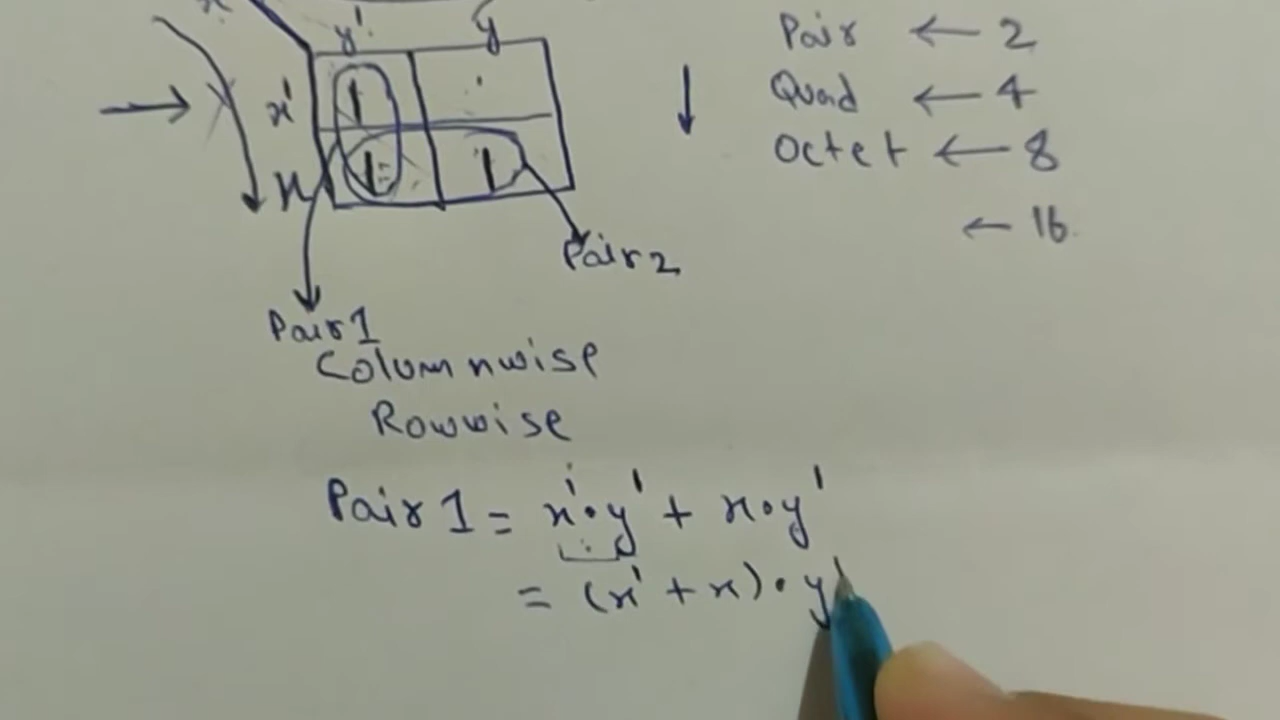 x
y' y
x' 1
x 1 1
Pair ← 2
Quad ← 4
Octet ← 8
← 16
Pair 2
Pair 1
Columnwise
Rowwise
Pair 1 = x'•y' + x•y'
= (x' + x)•y'